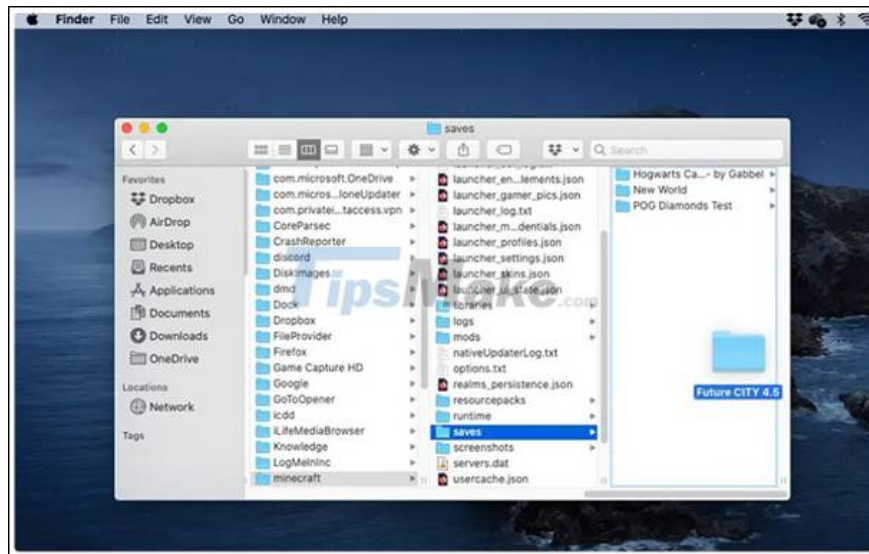 Finder File Edit View Go Window Help
saves
Search
Favorites
Dropbox
AirDrop
Desktop
Recents
Applications
Documents
Downloads
OneDrive
Locations
Network
Tags
com.microsoft.OneDrive
com.micros...loneUpdater
com.privatei...taccess.vpn
CoreParsec
CrashReporter
discord
DiskImages
dmd
Dock
Dropbox
FileProvider
Firefox
Game Capture HD
Google
GoToOpener
icdd
iLifeMediaBrowser
Knowledge
LogMeInInc
minecraft
launcher_en...lements.json
launcher_gamer_pics.json
launcher_log.txt
launcher_m...dentials.json
launcher_profiles.json
launcher_settings.json
launcher_skins.json
launcher_ui_state.json
libraries
logs
mods
nativeUpdaterLog.txt
options.txt
realms_persistence.json
resourcepacks
runtime
saves
screenshots
servers.dat
usercache.json
Hogwarts Ca...- by Gabbel
New World
POG Diamonds Test
Future CITY 4.5
TipsMake.com